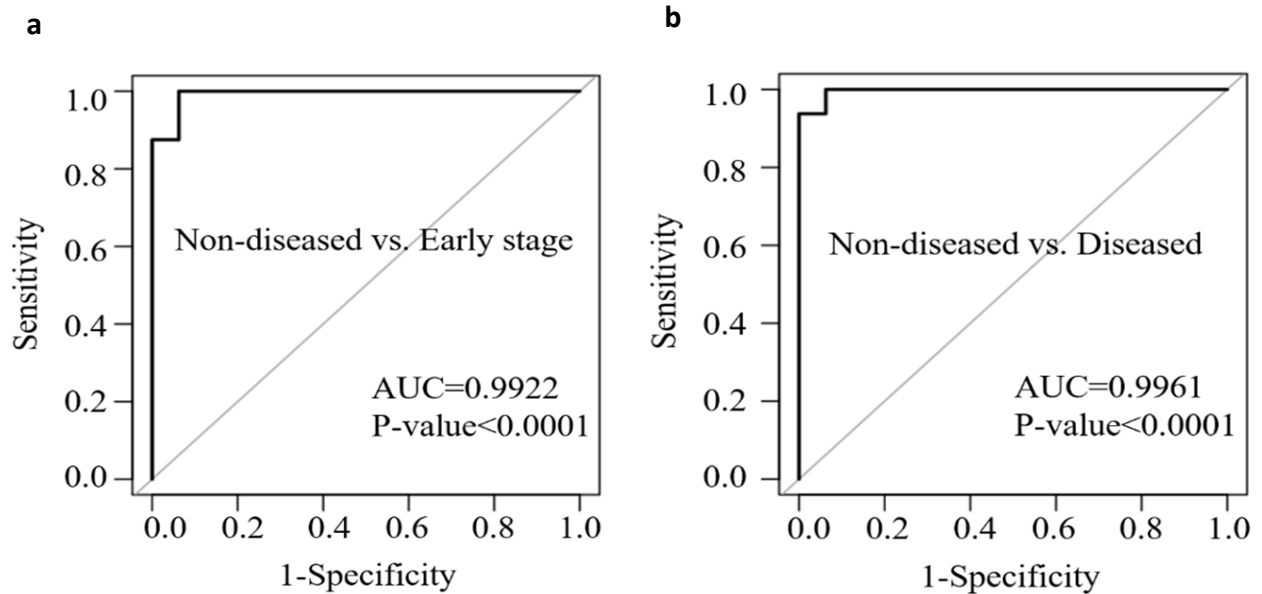 a
1.0
0.8
0.6
0.4
0.2
0.0
Sensitivity
Non-diseased vs. Early stage
AUC=0.9922
P-value<0.0001
0.0 0.2 0.4 0.6 0.8 1.0
1-Specificity
b
1.0
0.8
0.6
0.4
0.2
0.0
Sensitivity
Non-diseased vs. Diseased
AUC=0.9961
P-value<0.0001
0.0 0.2 0.4 0.6 0.8 1.0
1-Specificity